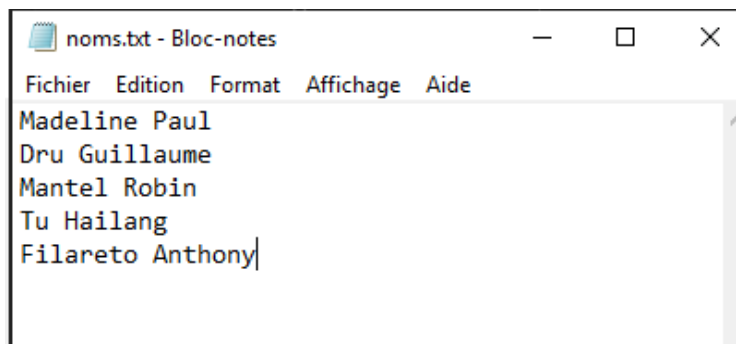 noms.txt - Bloc-notes
Fichier Edition Format Affichage Aide
Madeline Paul
Dru Guillaume
Mantel Robin
Tu Hailang
Filareto Anthony